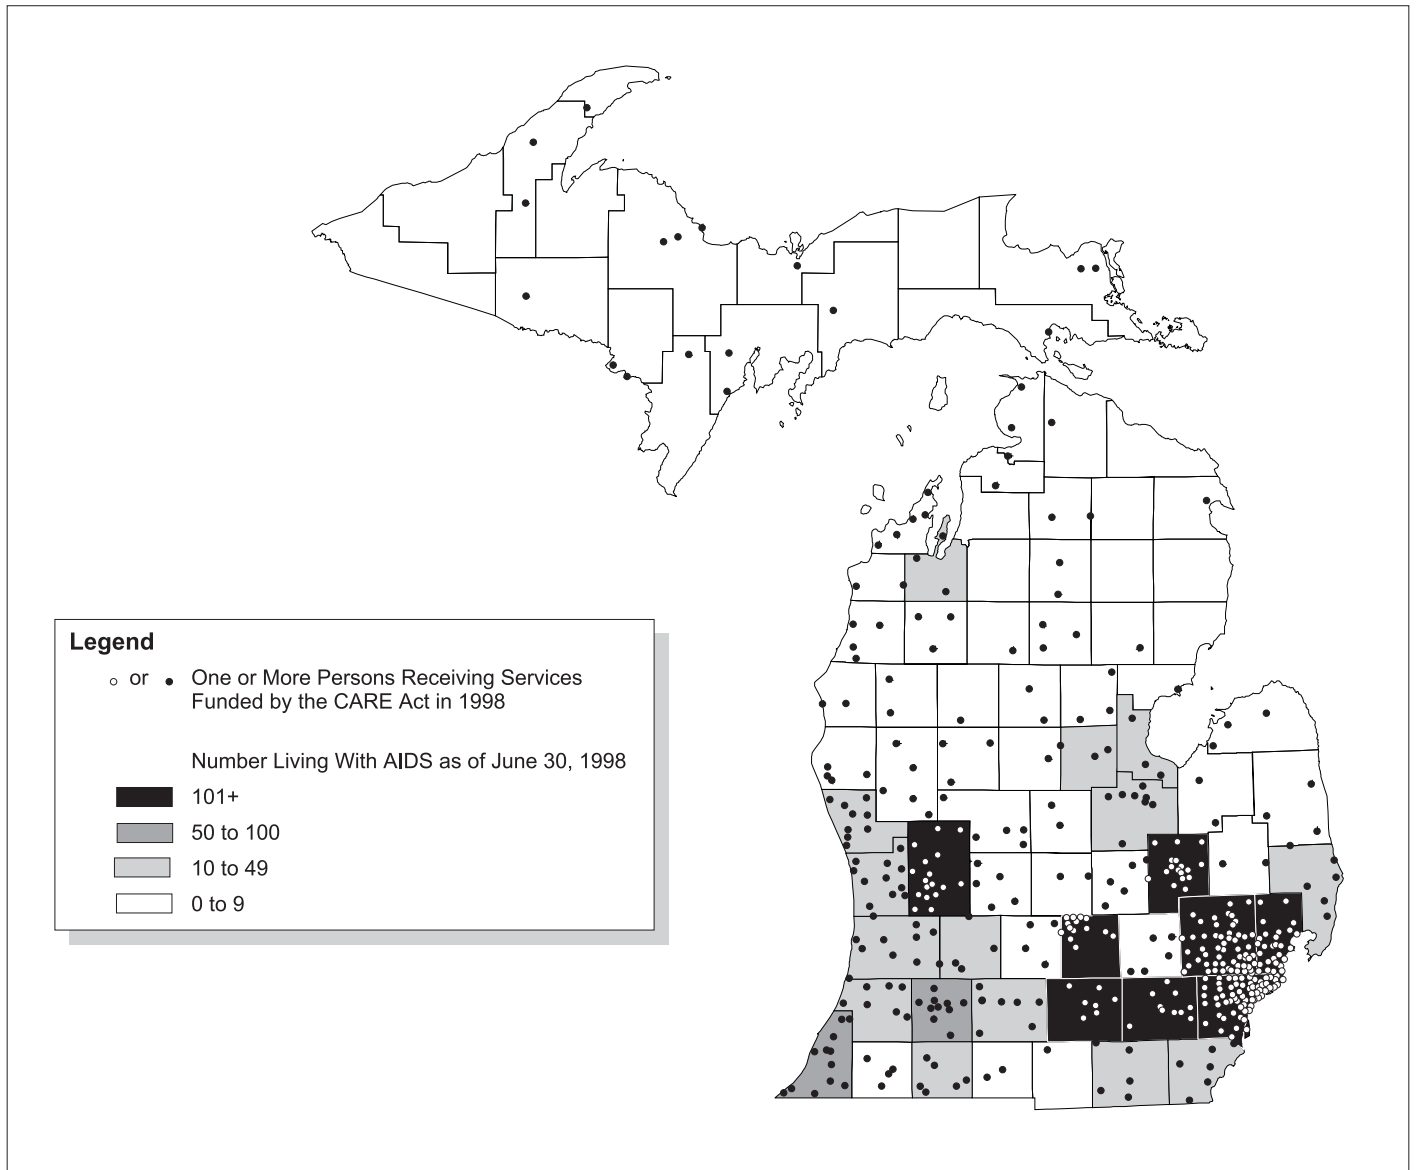 Legend
or
One or More Persons Receiving Services
Funded by the CARE Act in 1998
Number Living With AIDS as of June 30, 1998
101+
50 to 100
10 to 49
0 to 9